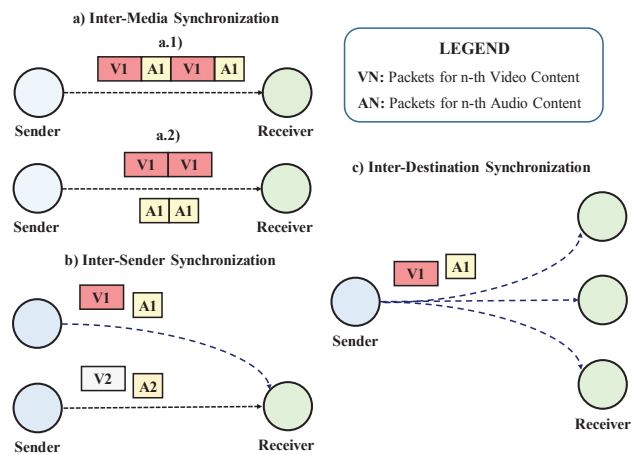 a) Inter-Media Synchronization
a.1)
V1 A1 V1 A1
Sender
Receiver
a.2)
V1 V1
A1 A1
Sender
Receiver
LEGEND
VN: Packets for n-th Video Content
AN: Packets for n-th Audio Content
b) Inter-Sender Synchronization
V1 A1
V2 A2
Sender
Receiver
c) Inter-Destination Synchronization
V1 A1
Sender
Receiver